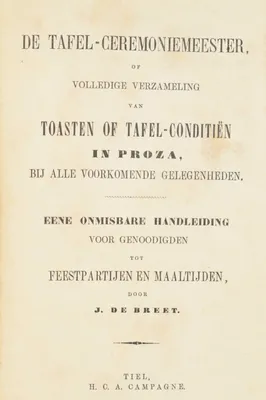 DE TAFEL-CEREMONIEMEESTER,
OF
VOLLEDIGE VERZAMELING
VAN
TOASTEN OF TAFEL-CONDITIËN
IN PROZA,
BIJ ALLE VOORKOMENDE GELEGENHEDEN.
EENE ONMISBARE HANDLEIDING
VOOR GENOODIGDEN
TOT
FEESTPARTIJEN EN MAALTIJDEN,
DOOR
J. DE BREET.
TIEL,
H. C. A. CAMPAGNE.